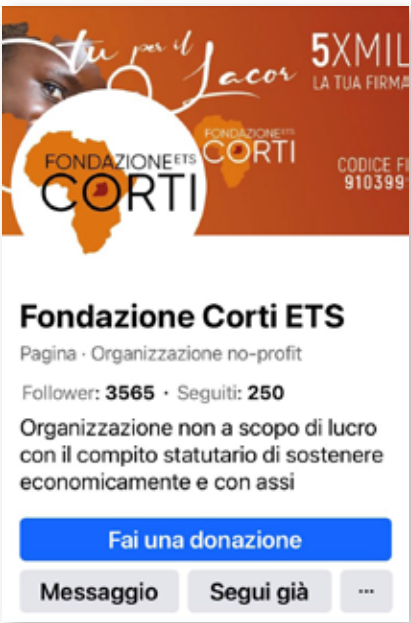 tu per il
Lacor
5XMIL
LA TUA FIRMA
FONDAZIONE ETS
CORTI
FONDAZIONE ETS
CORTI
CODICE FI
910399
Fondazione Corti ETS
Pagina · Organizzazione no-profit
Follower: 3565 · Seguiti: 250
Organizzazione non a scopo di lucro
con il compito statutario di sostenere
economicamente e con assi
Fai una donazione
Messaggio
Segui già
...